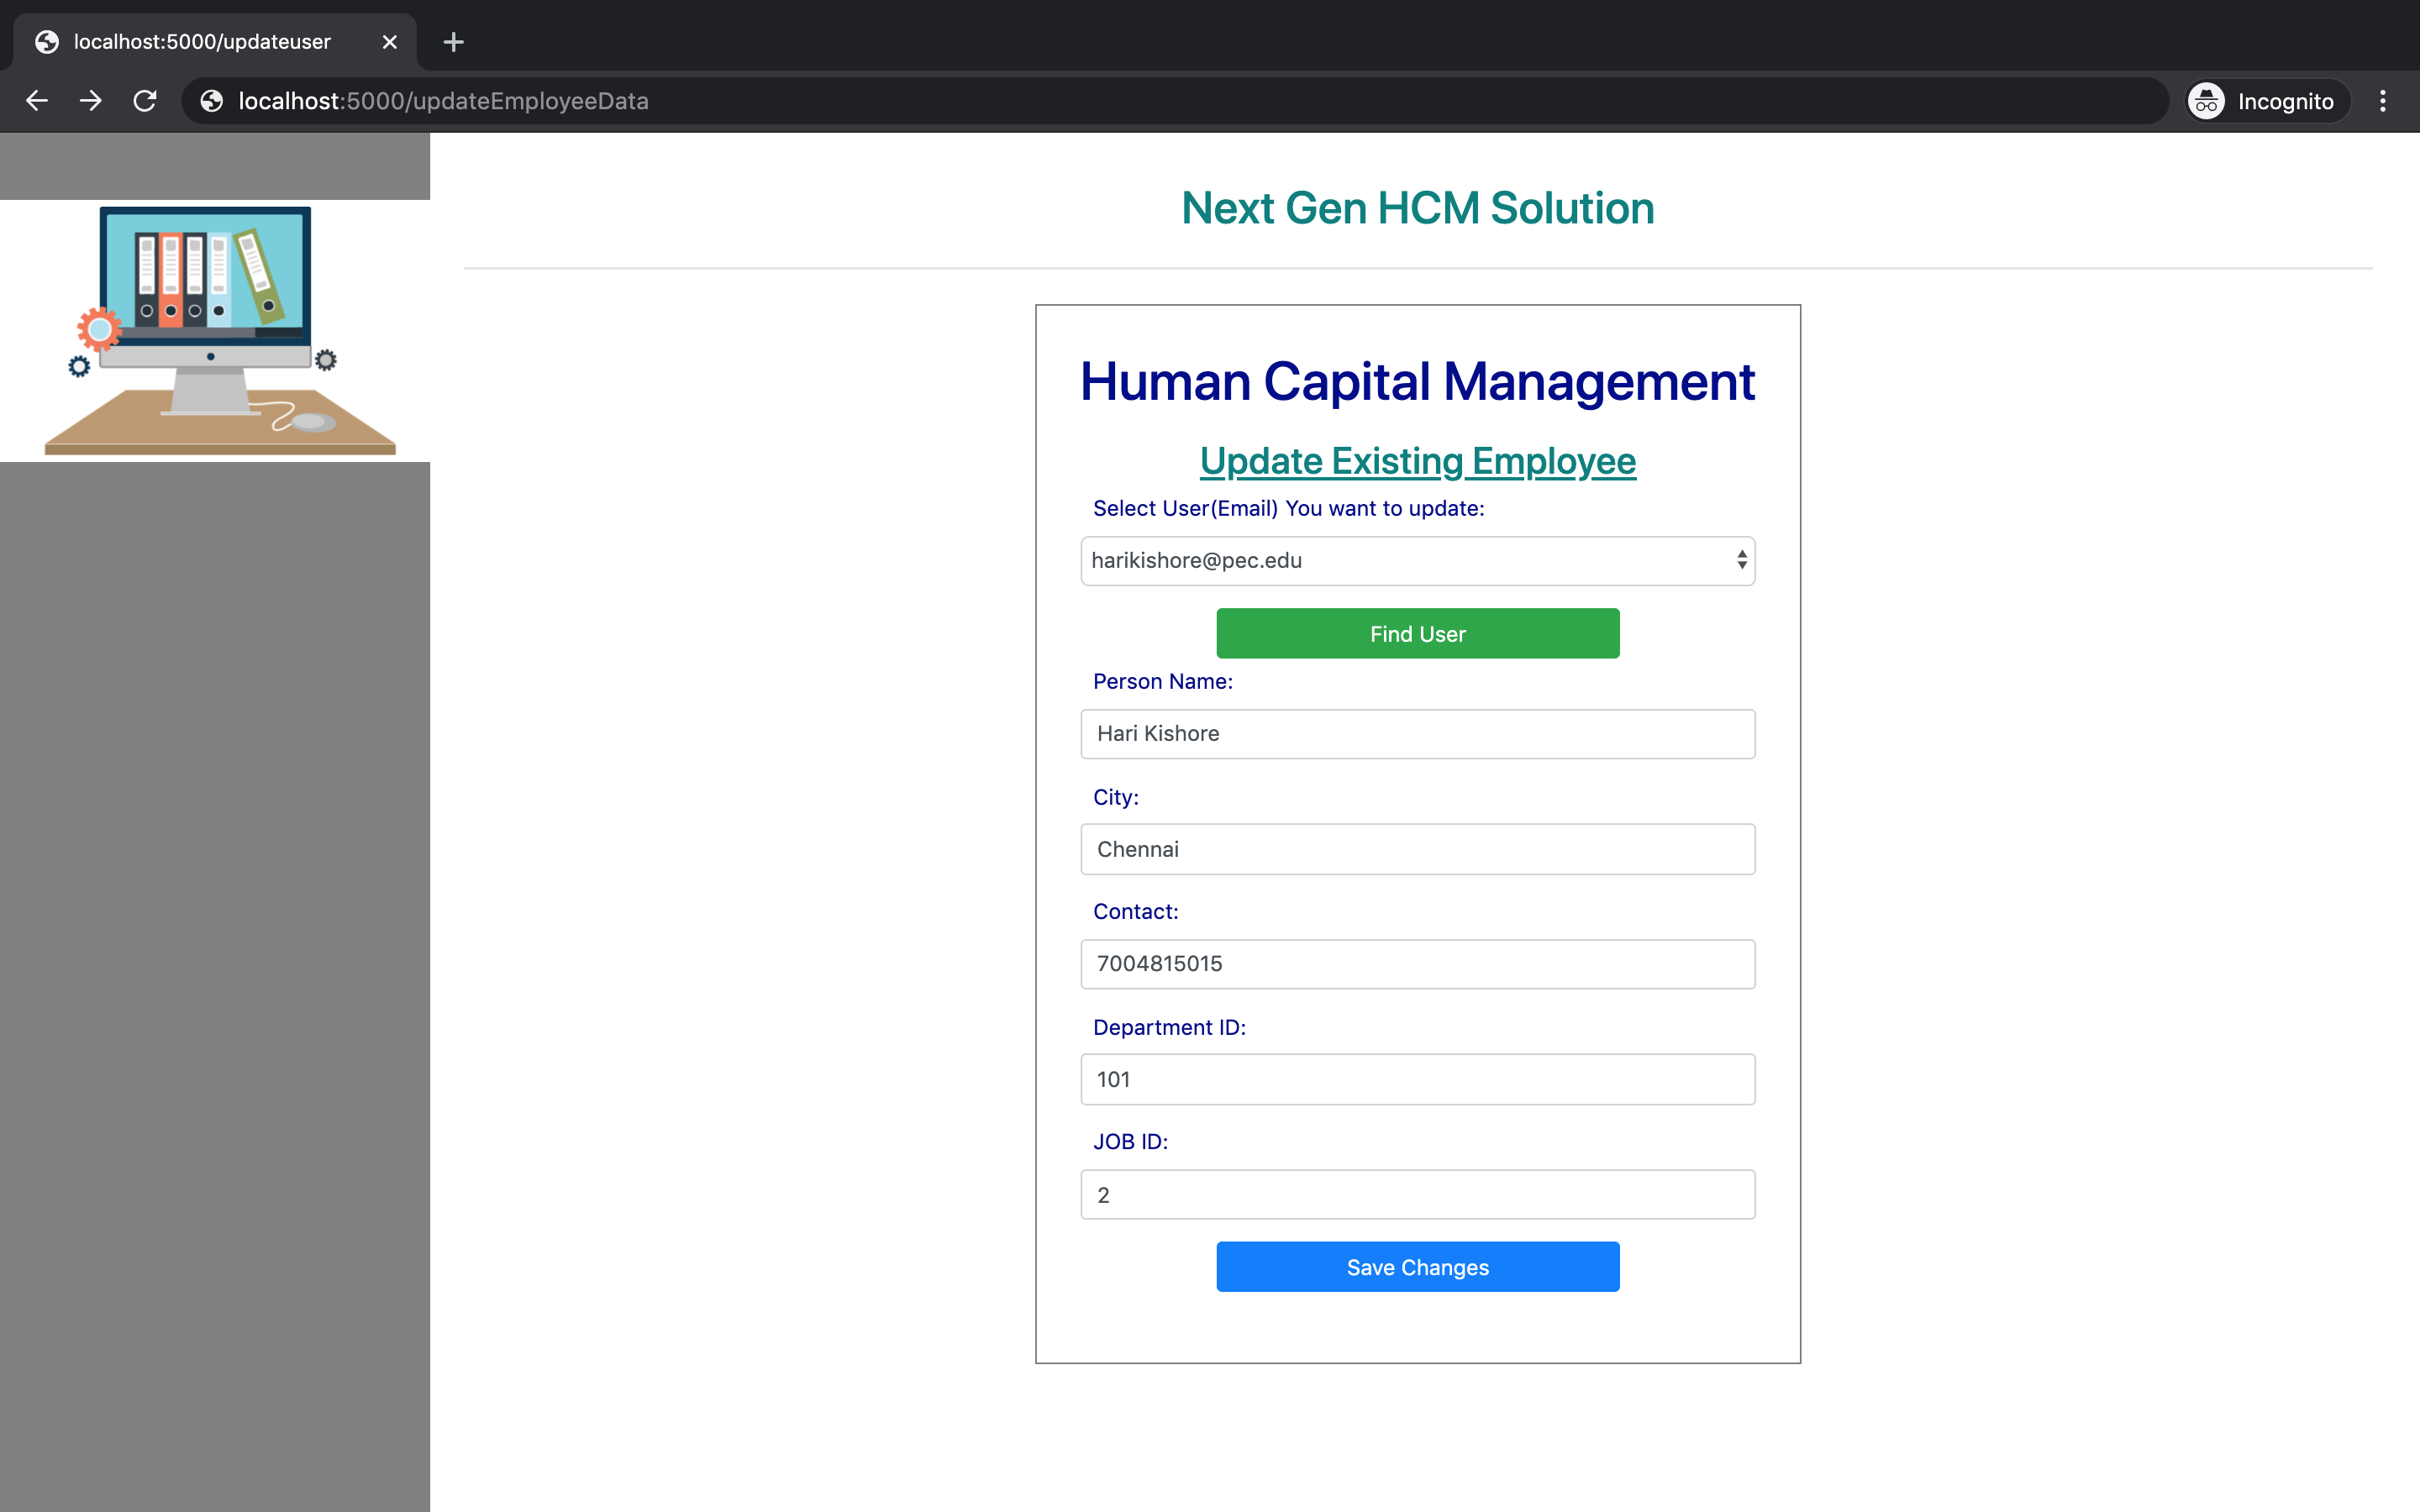 localhost:5000/updateuser
localhost:5000/updateEmployeeData
Incognito
Next Gen HCM Solution
Human Capital Management
Update Existing Employee
Select User(Email) You want to update:
harikishore@pec.edu
Find User
Person Name:
Hari Kishore
City:
Chennai
Contact:
7004815015
Department ID:
101
JOB ID:
2
Save Changes